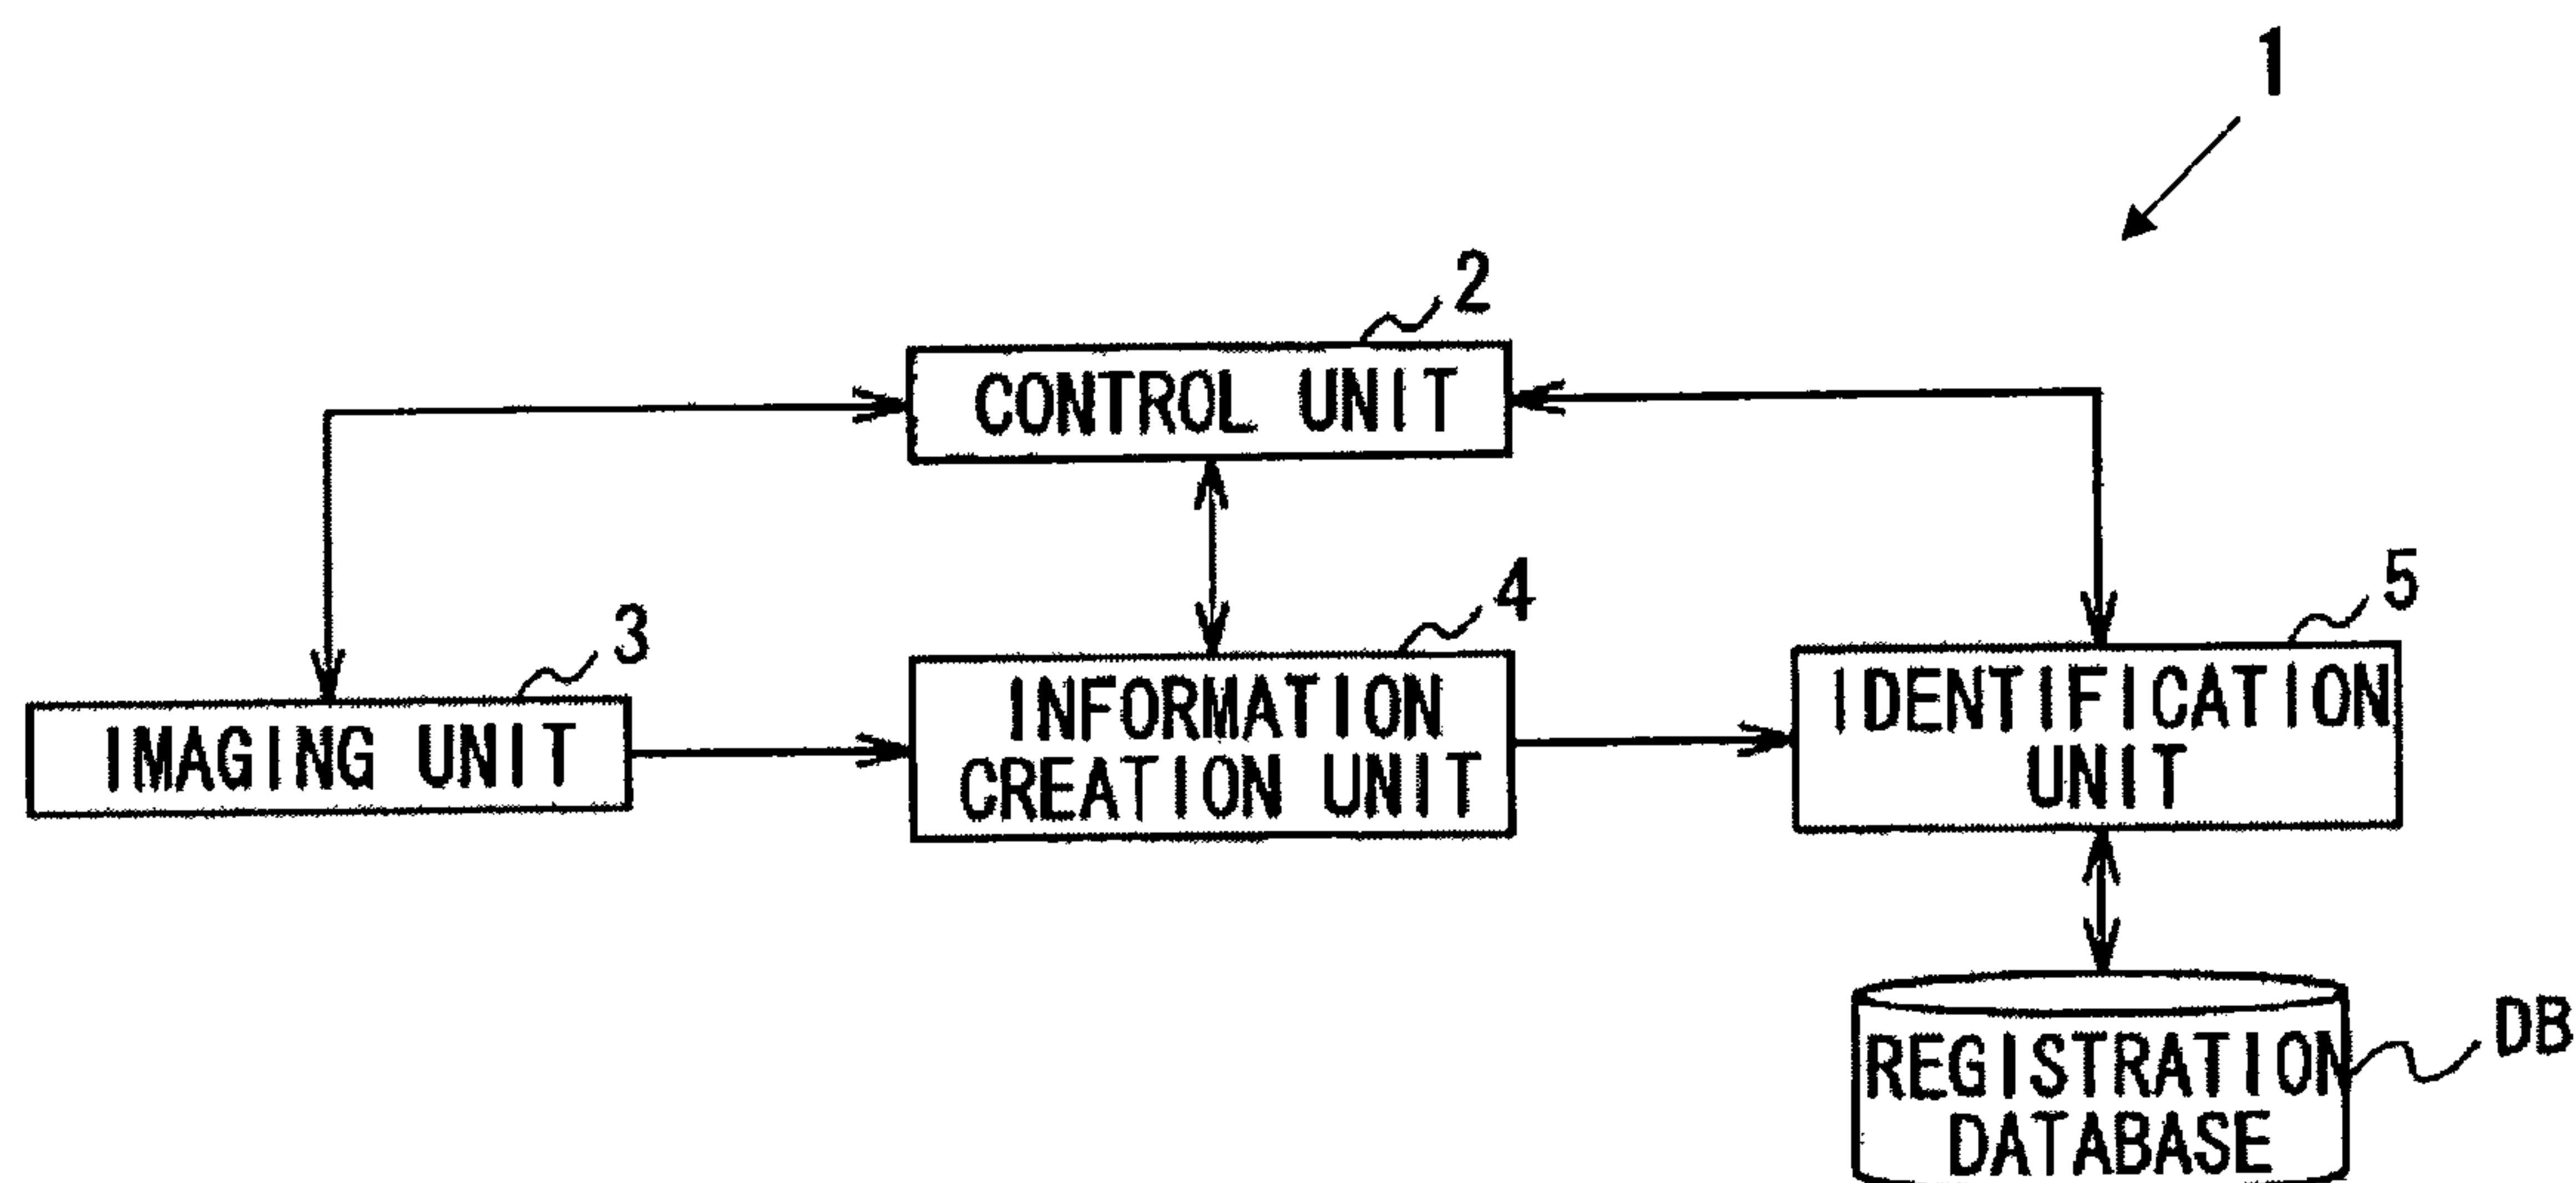 1
2
CONTROL UNIT
3
IMAGING UNIT
4
INFORMATION
CREATION UNIT
5
IDENTIFICATION
UNIT
REGISTRATION
DATABASE
DB